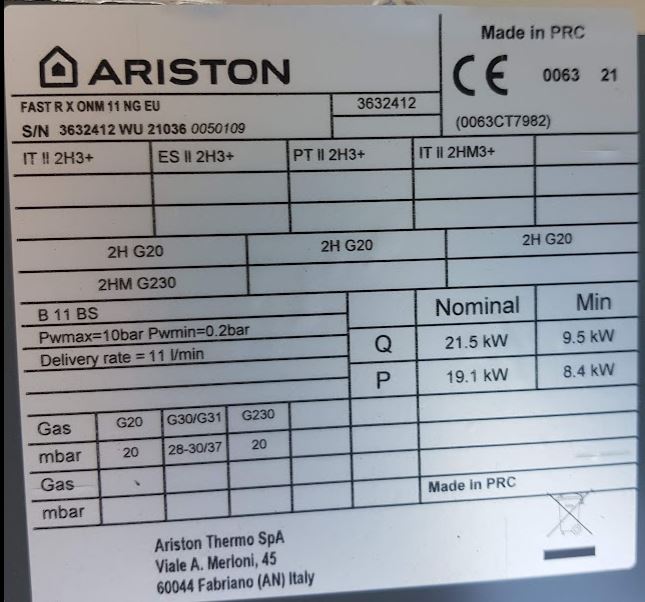 Made in PRC
ARISTON
CE 0063 21
FAST R X ONM 11 NG EU
3632412
S/N 3632412 WU 21036 0050109
(0063CT7982)
IT II 2H3+ ES II 2H3+ PT II 2H3+ IT II 2HM3+
2H G20 2H G20 2H G20
2HM G230
B 11 BS
Nominal Min
Pwmax=10bar Pwmin=0.2bar
Q 21.5 kW 9.5 kW
Delivery rate = 11 l/min
P 19.1 kW 8.4 kW
Gas G20 G30/G31 G230
mbar 20 28-30/37 20
Gas
mbar
Made in PRC
Ariston Thermo SpA
Viale A. Merloni, 45
60044 Fabriano (AN) Italy